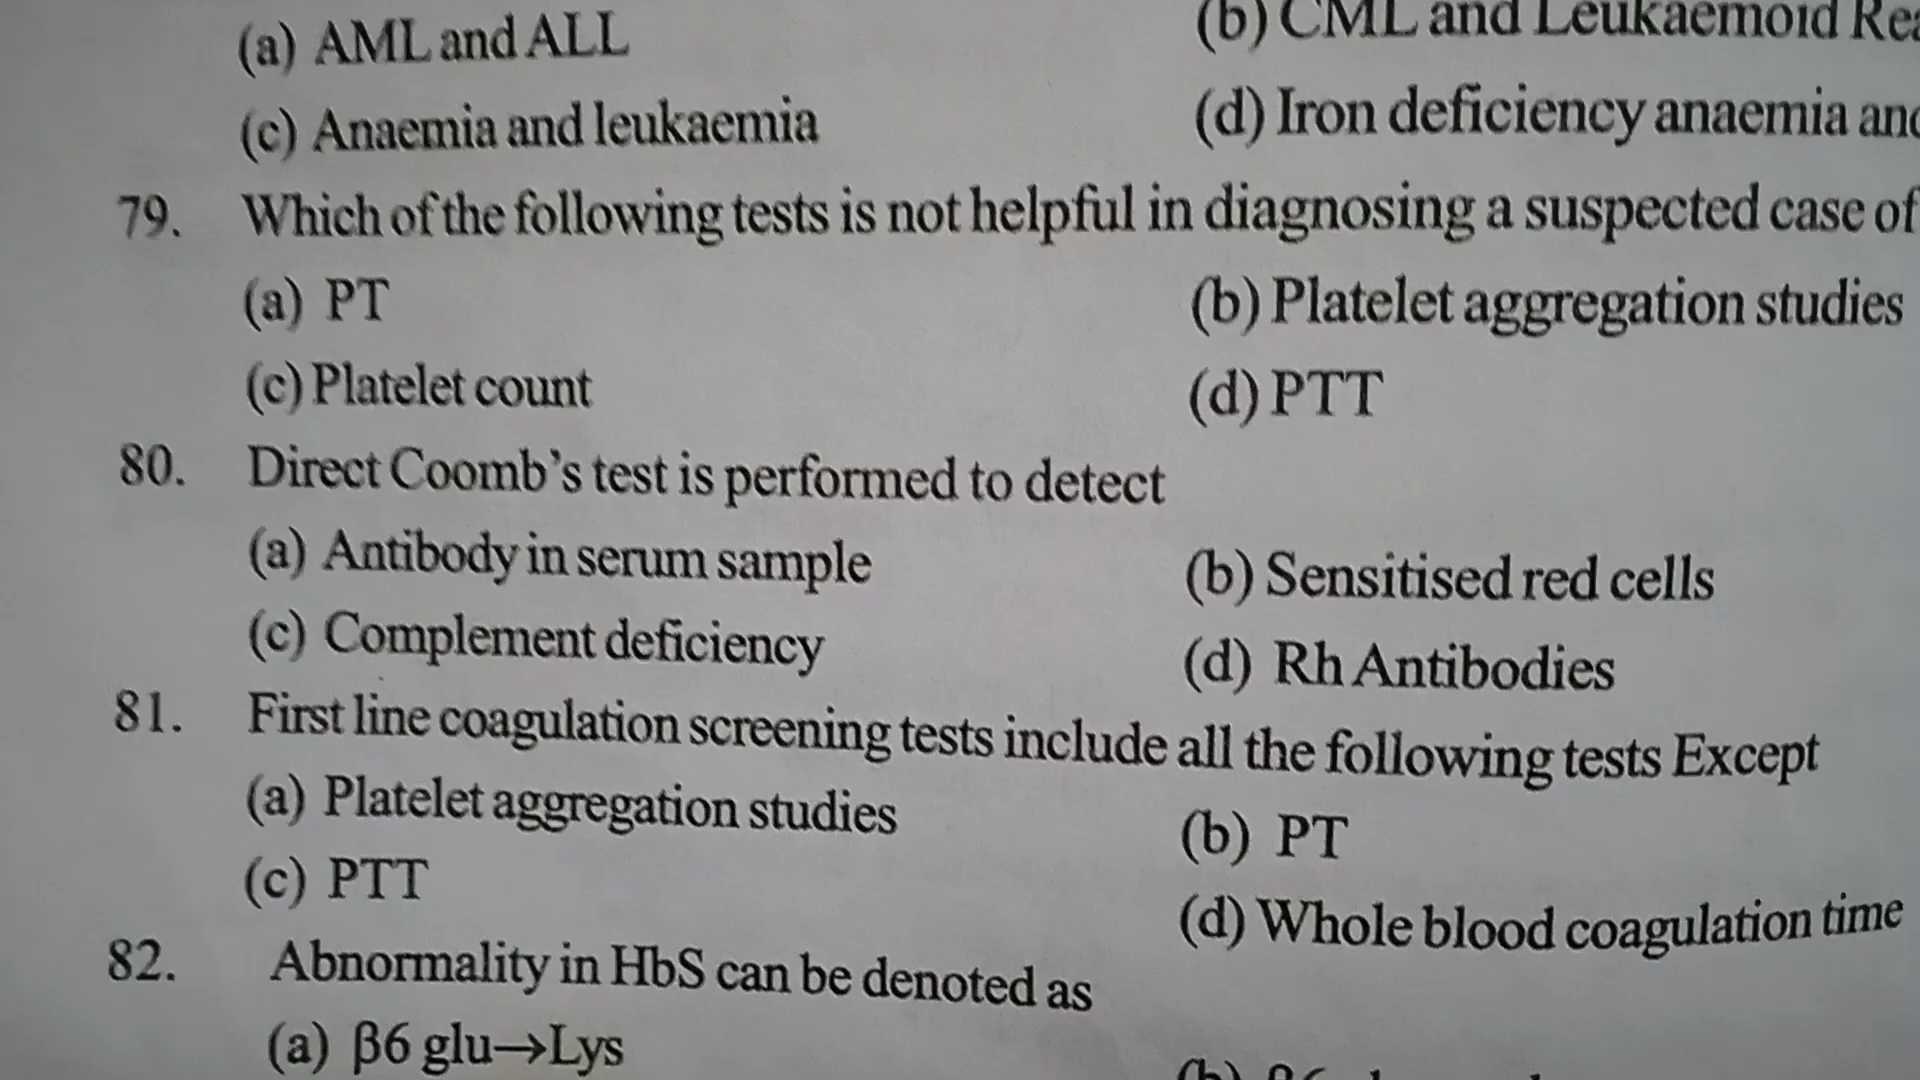 (a) AML and ALL
(b) CML and Leukaemoid
(c) Anaemia and leukaemia
(d) Iron deficiency anaemia and
79. Which of the following tests is not helpful in diagnosing a suspected case of
(a) PT
(b) Platelet aggregation studies
(c) Platelet count
(d) PTT
80. Direct Coomb's test is performed to detect
(a) Antibody in serum sample
(b) Sensitised red cells
(c) Complement deficiency
(d) Rh Antibodies
81. First line coagulation screening tests include all the following tests Except
(a) Platelet aggregation studies
(b) PT
(c) PTT
(d) Whole blood coagulation time
82. Abnormality in HbS can be denoted as
(a) β6 glu→Lys